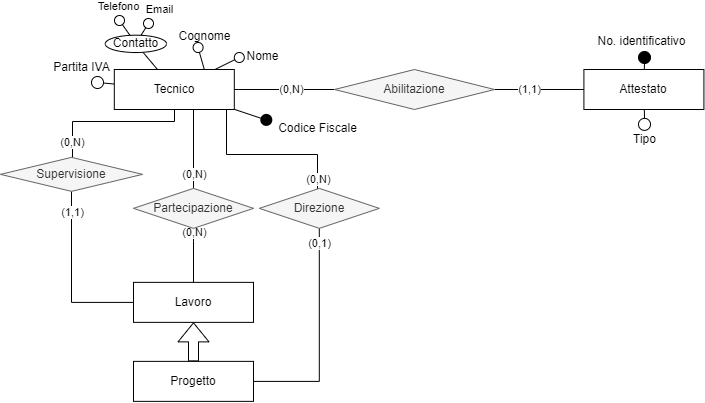 Telefono
Email
Contatto
Cognome
Nome
Partita IVA
Tecnico
Codice Fiscale
(0,N)
Abilitazione
(1,1)
No. identificativo
Attestato
Tipo
(0,N)
Supervisione
(1,1)
(0,N)
Partecipazione
(0,N)
(0,N)
Direzione
(0,1)
Lavoro
Progetto